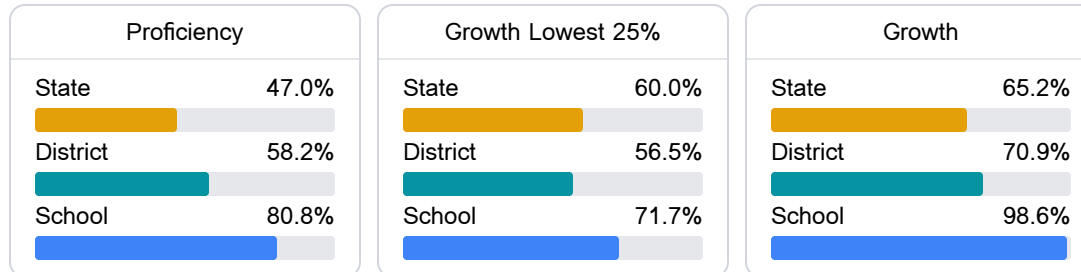 Proficiency
State 47.0%
District 58.2%
School 80.8%
Growth Lowest 25%
State 60.0%
District 56.5%
School 71.7%
Growth
State 65.2%
District 70.9%
School 98.6%